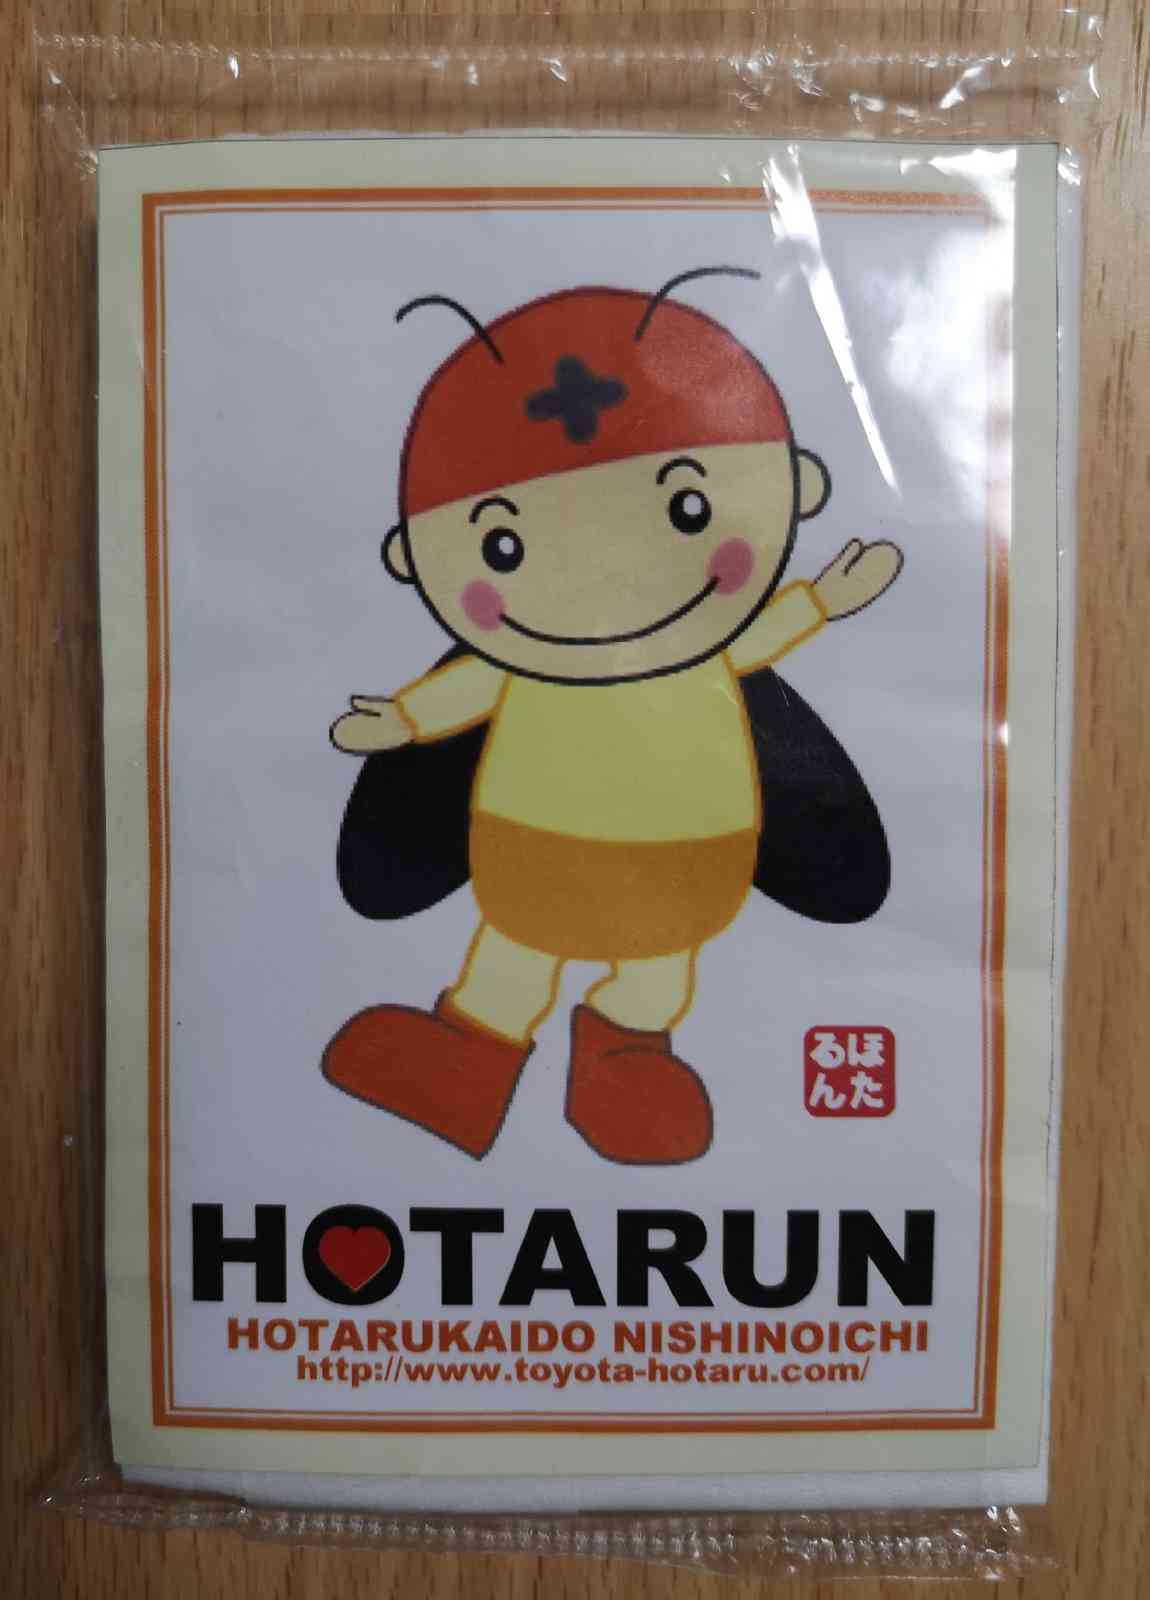 ほた
るん
HOTARUN
HOTARUKAIDO NISHINOICHI
http://www.toyota-hotaru.com/